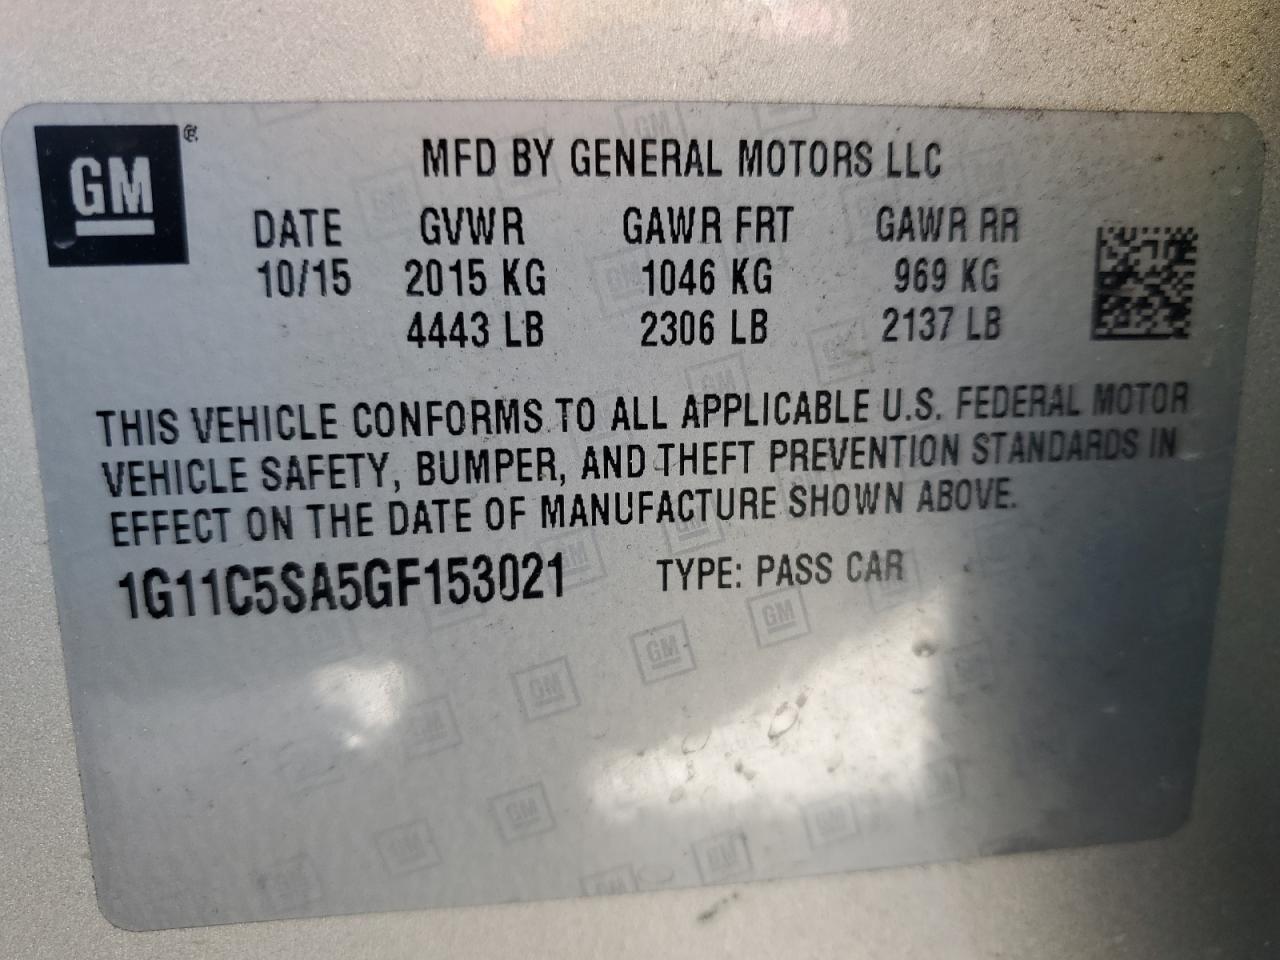 GM®
MFD BY GENERAL MOTORS LLC
DATE GVWR GAWR FRT GAWR RR
10/15 2015 KG 1046 KG 969 KG
4443 LB 2306 LB 2137 LB
THIS VEHICLE CONFORMS TO ALL APPLICABLE U.S. FEDERAL MOTOR
VEHICLE SAFETY, BUMPER, AND THEFT PREVENTION STANDARDS IN
EFFECT ON THE DATE OF MANUFACTURE SHOWN ABOVE.
1G11C5SA5GF153021 TYPE: PASS CAR